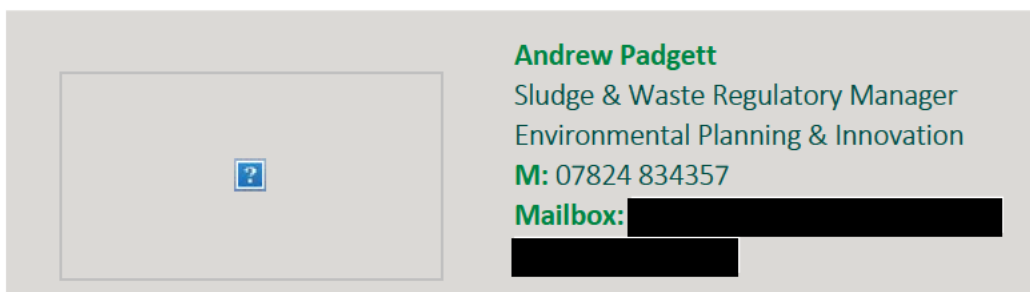 Andrew Padgett
Sludge & Waste Regulatory Manager
Environmental Planning & Innovation
M: 07824 834357
Mailbox: